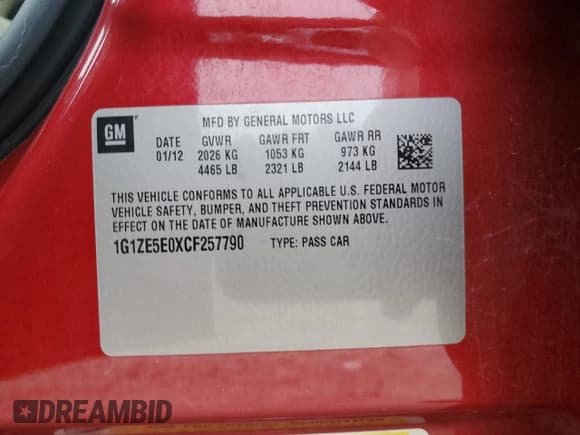 GM
MFD BY GENERAL MOTORS LLC
DATE GVWR GAWR FRT GAWR RR
01/12 2026 KG 1053 KG 973 KG
4465 LB 2321 LB 2144 LB
THIS VEHICLE CONFORMS TO ALL APPLICABLE U.S. FEDERAL MOTOR
VEHICLE SAFETY, BUMPER, AND THEFT PREVENTION STANDARDS IN
EFFECT ON THE DATE OF MANUFACTURE SHOWN ABOVE.
1G1ZE5E0XCF257790 TYPE: PASS CAR
DREAMBID